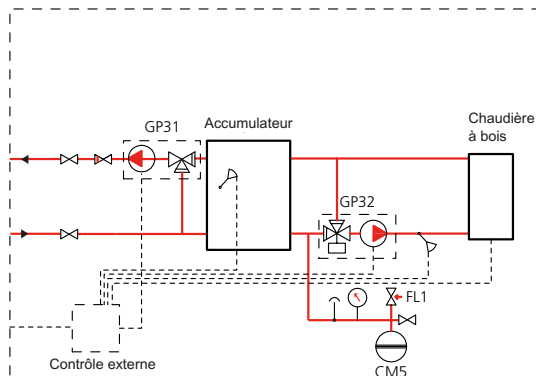 GP31
Accumulateur
Chaudière
à bois
GP32
FL1
CM5
Contrôle externe